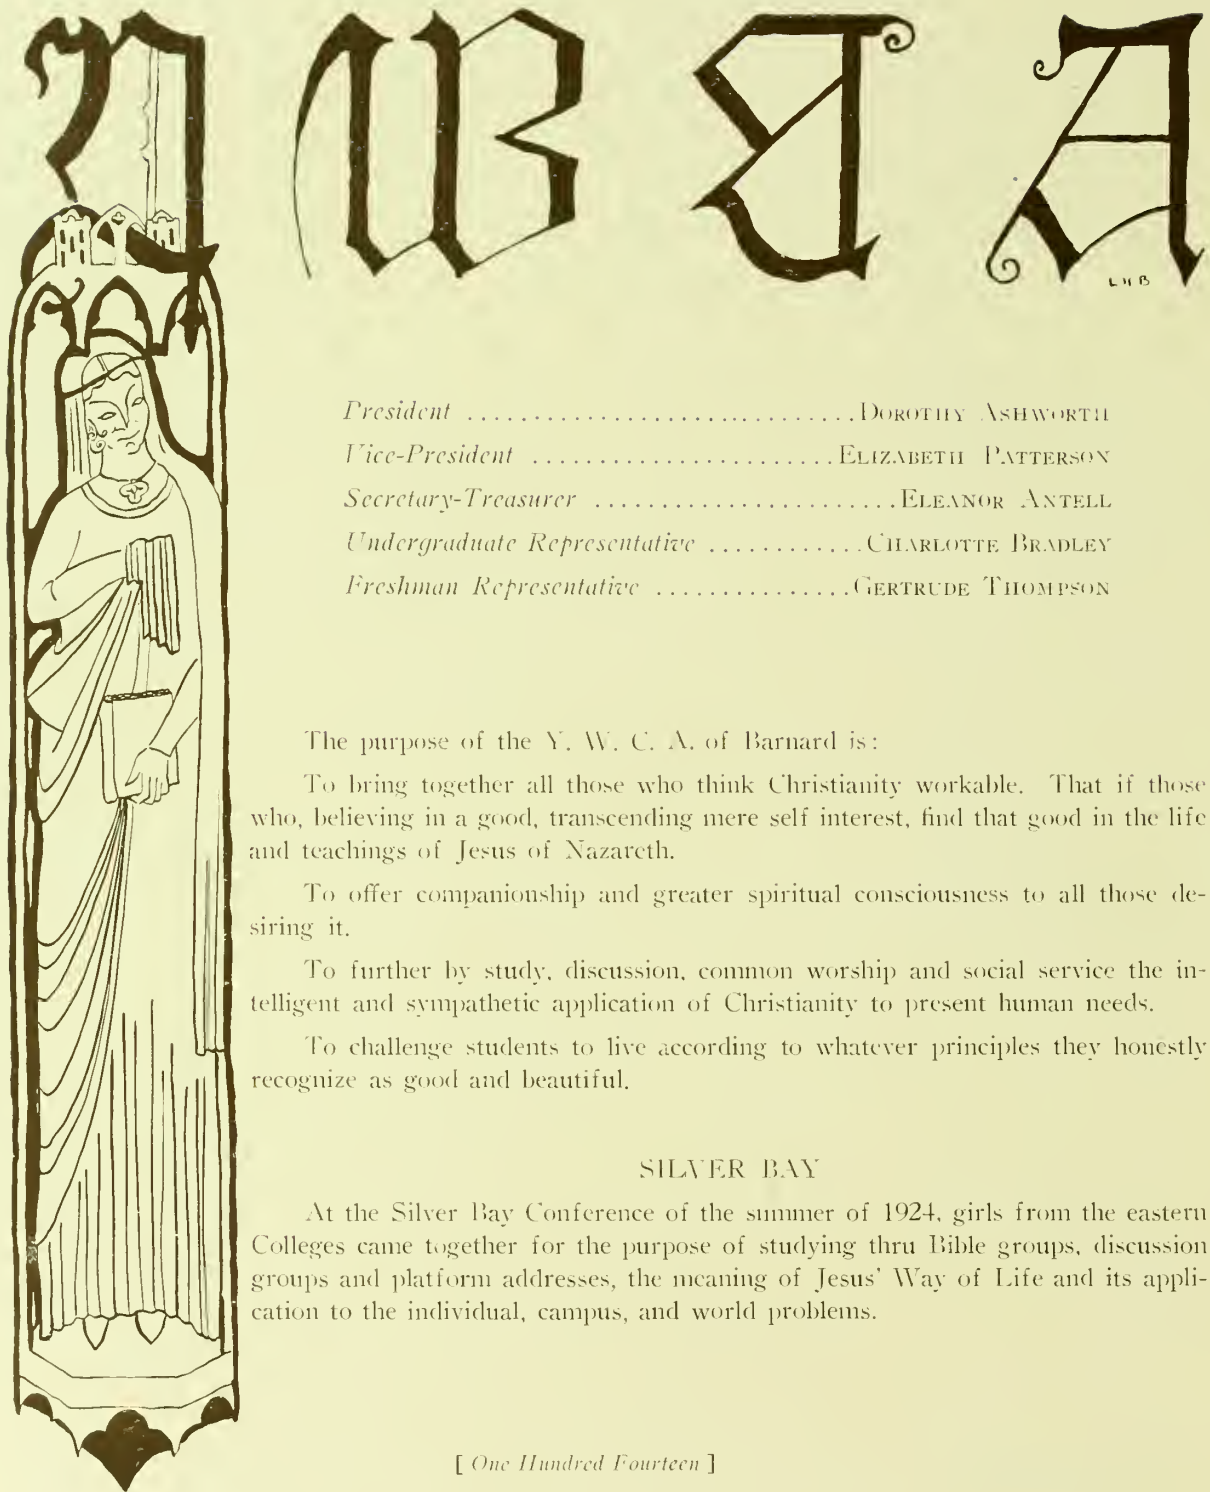 Y W C A
L H B
President ............................. DOROTHY ASHWORTH
Vice-President ....................... ELIZABETH PATTERSON
Secretary-Treasurer ....................... ELEANOR ANTELL
Undergraduate Representative ............ CHARLOTTE BRADLEY
Freshman Representative ............... GERTRUDE THOMPSON
The purpose of the Y. W. C. A. of Barnard is:
To bring together all those who think Christianity workable. That if those
who, believing in a good, transcending mere self interest, find that good in the life
and teachings of Jesus of Nazareth.
To offer companionship and greater spiritual consciousness to all those de-
siring it.
To further by study, discussion, common worship and social service the in-
telligent and sympathetic application of Christianity to present human needs.
To challenge students to live according to whatever principles they honestly
recognize as good and beautiful.
SILVER BAY
At the Silver Bay Conference of the summer of 1924, girls from the eastern
Colleges came together for the purpose of studying thru Bible groups, discussion
groups and platform addresses, the meaning of Jesus' Way of Life and its appli-
cation to the individual, campus, and world problems.
[ One Hundred Fourteen ]